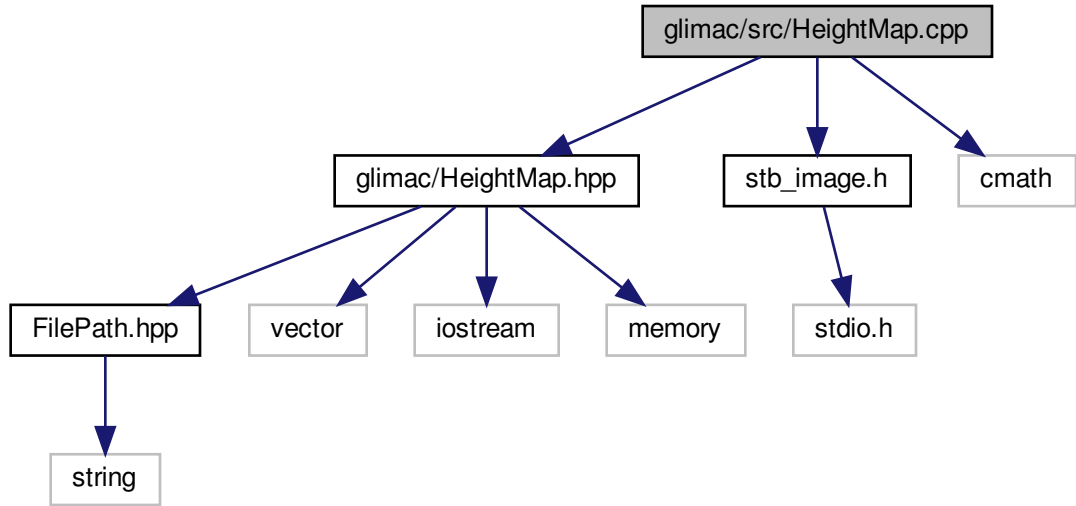 glimac/src/HeightMap.cpp
glimac/HeightMap.hpp
stb_image.h
cmath
FilePath.hpp
vector
iostream
memory
stdio.h
string